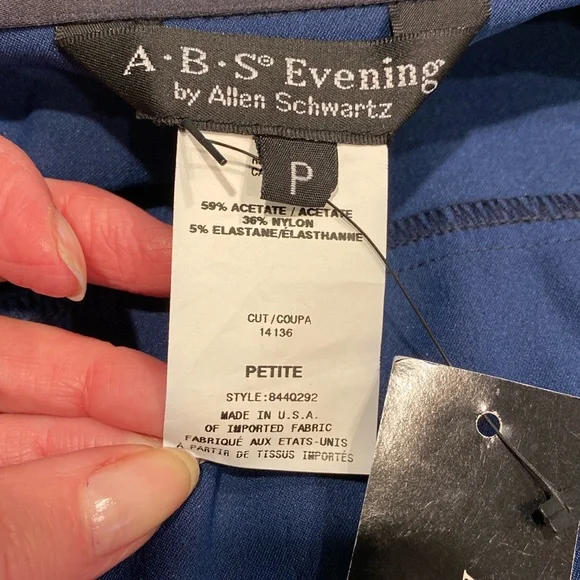 A·B·S® Evening
by Allen Schwartz
P
59% ACETATE / ACETATE
36% NYLON
5% ELASTANE/ÉLASTHANNE
CUT/COUPA
14136
PETITE
STYLE:844Q292
MADE IN U.S.A.
OF IMPORTED FABRIC
FABRIQUÉ AUX ETATS-UNIS
À PARTIR DE TISSUS IMPORTÉS